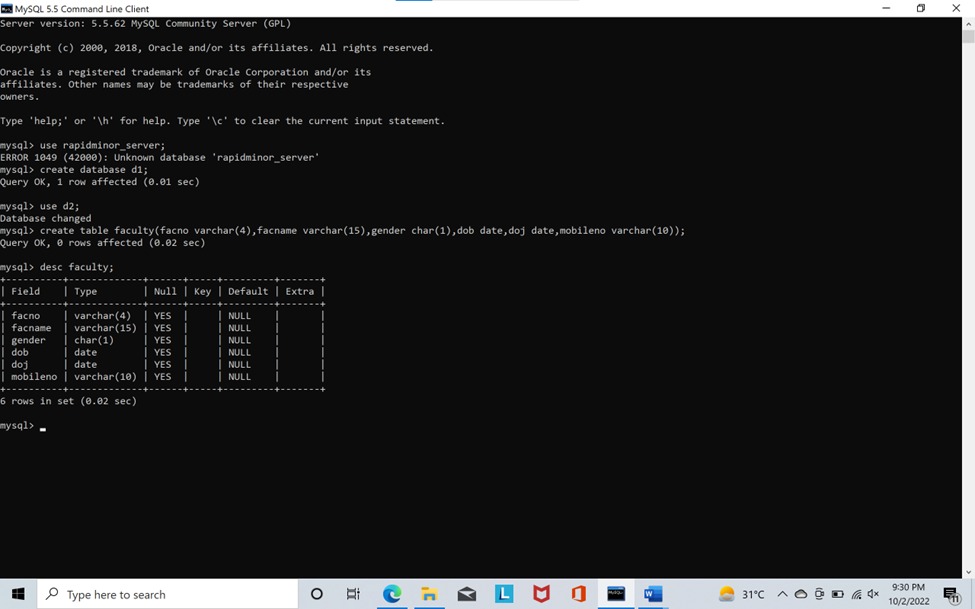 MySQL 5.5 Command Line Client
Server version: 5.5.62 MySQL Community Server (GPL)
Copyright (c) 2000, 2018, Oracle and/or its affiliates. All rights reserved.
Oracle is a registered trademark of Oracle Corporation and/or its
affiliates. Other names may be trademarks of their respective
owners.
Type 'help;' or '\h' for help. Type '\c' to clear the current input statement.
mysql> use rapidminor_server;
ERROR 1049 (42000): Unknown database 'rapidminor_server'
mysql> create database d1;
Query OK, 1 row affected (0.01 sec)
mysql> use d2;
Database changed
mysql> create table faculty(facno varchar(4),facname varchar(15),gender char(1),dob date,doj date,mobileno varchar(10));
Query OK, 0 rows affected (0.02 sec)
mysql> desc faculty;
+----------+-------------+------+-----+---------+-------+
| Field    | Type        | Null | Key | Default | Extra |
+----------+-------------+------+-----+---------+-------+
| facno    | varchar(4)  | YES  |     | NULL    |       |
| facname  | varchar(15) | YES  |     | NULL    |       |
| gender   | char(1)     | YES  |     | NULL    |       |
| dob      | date        | YES  |     | NULL    |       |
| doj      | date        | YES  |     | NULL    |       |
| mobileno | varchar(10) | YES  |     | NULL    |       |
+----------+-------------+------+-----+---------+-------+
6 rows in set (0.02 sec)
mysql>
Type here to search
L
W
31°C
9:30 PM
10/2/2022
11